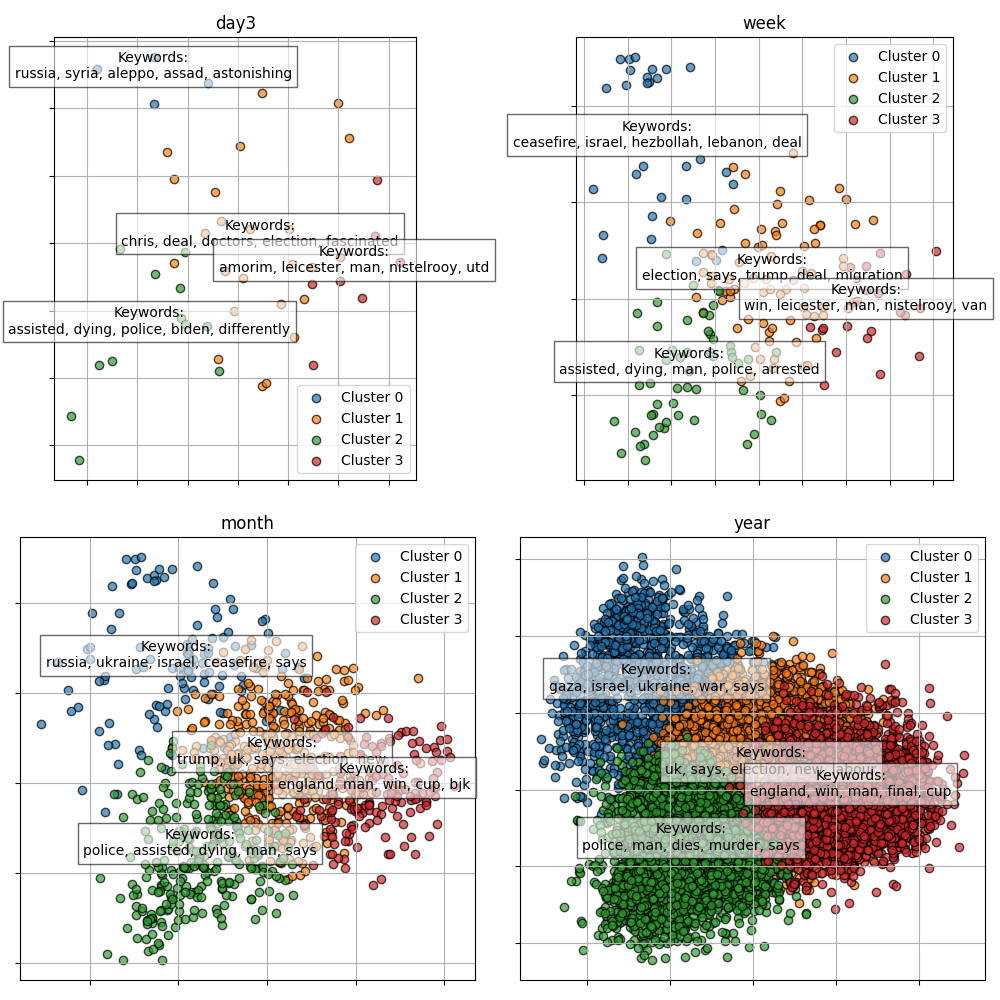 day3
Keywords:
russia, syria, aleppo, assad, astonishing
Keywords:
chris, deal, doctors, election, fascinated
Keywords:
amorim, leicester, man, nistelrooy, utd
Keywords:
assisted, dying, police, biden, differently
Cluster 0
Cluster 1
Cluster 2
Cluster 3
week
Cluster 0
Cluster 1
Cluster 2
Cluster 3
Keywords:
ceasefire, israel, hezbollah, lebanon, deal
Keywords:
election, says, trump, deal, migration
Keywords:
win, leicester, man, nistelrooy, van
Keywords:
assisted, dying, man, police, arrested
month
Cluster 0
Cluster 1
Cluster 2
Cluster 3
Keywords:
russia, ukraine, israel, ceasefire, says
Keywords:
trump, uk, says, election, new
Keywords:
england, man, win, cup, bjk
Keywords:
police, assisted, dying, man, says
year
Cluster 0
Cluster 1
Cluster 2
Cluster 3
Keywords:
gaza, israel, ukraine, war, says
Keywords:
uk, says, election, new, labour
Keywords:
england, win, man, final, cup
Keywords:
police, man, dies, murder, says